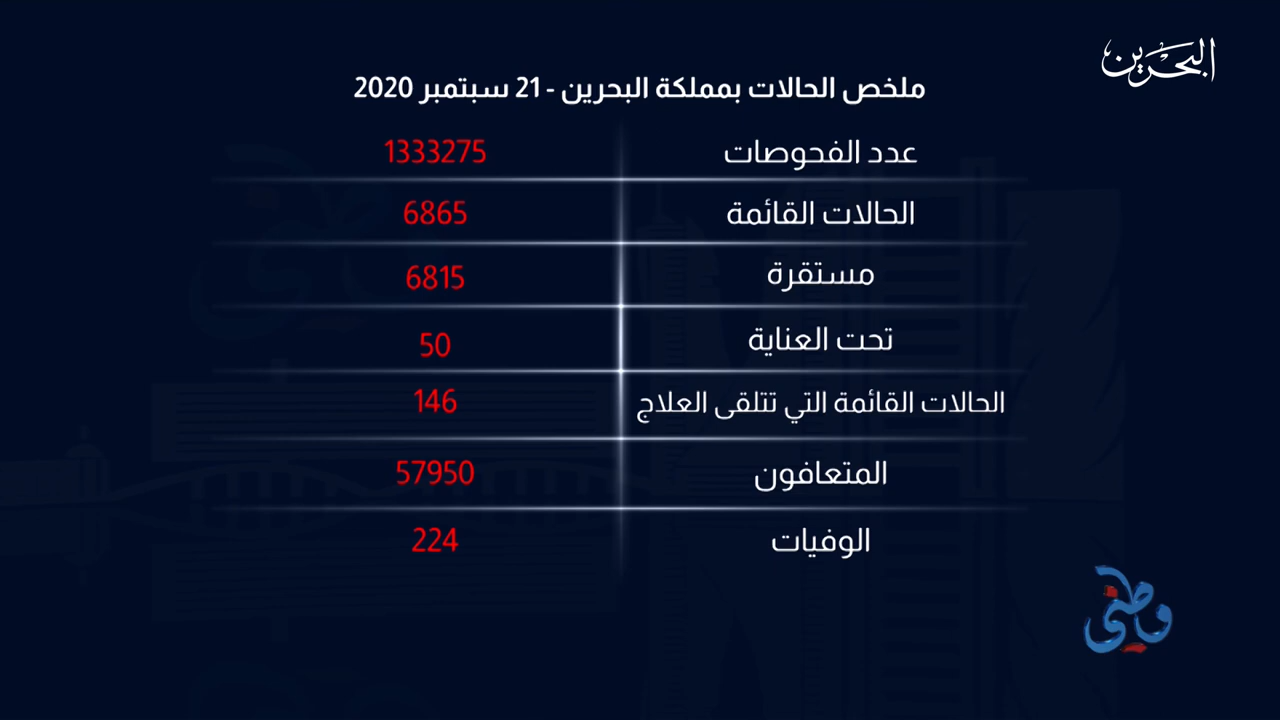 البحرين
ملخص الحالات بمملكة البحرين - 21 سبتمبر 2020
عدد الفحوصات 1333275
الحالات القائمة 6865
مستقرة 6815
تحت العناية 50
الحالات القائمة التي تتلقى العلاج 146
المتعافون 57950
الوفيات 224
وطني